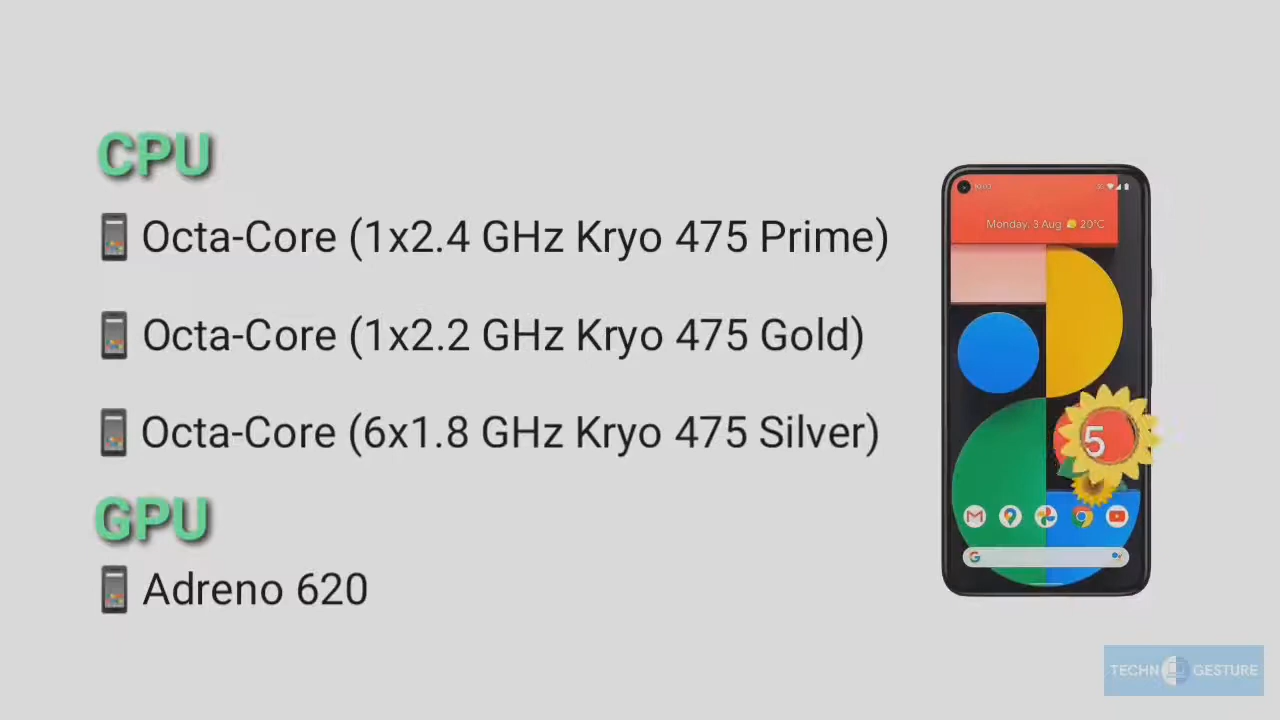 CPU
Octa-Core (1x2.4 GHz Kryo 475 Prime)
Octa-Core (1x2.2 GHz Kryo 475 Gold)
Octa-Core (6x1.8 GHz Kryo 475 Silver)
GPU
Adreno 620
Monday, 3 Aug 20°C
5
TECHN GESTURE